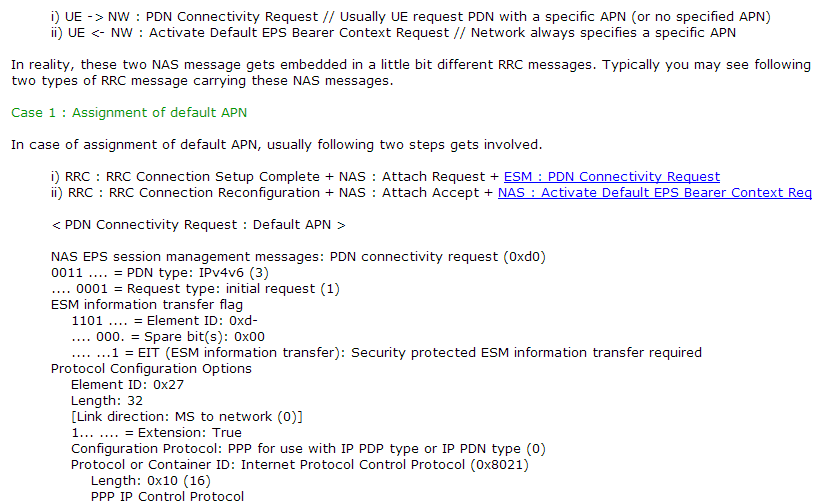 i) UE -> NW : PDN Connectivity Request // Usually UE request PDN with a specific APN (or no specified APN)
ii) UE <- NW : Activate Default EPS Bearer Context Request // Network always specifies a specific APN
In reality, these two NAS message gets embedded in a little bit different RRC messages. Typically you may see following
two types of RRC message carrying these NAS messages.
Case 1 : Assignment of default APN
In case of assignment of default APN, usually following two steps gets involved.
i) RRC : RRC Connection Setup Complete + NAS : Attach Request + ESM : PDN Connectivity Request
ii) RRC : RRC Connection Reconfiguration + NAS : Attach Accept + NAS : Activate Default EPS Bearer Context Req
< PDN Connectivity Request : Default APN >
NAS EPS session management messages: PDN connectivity request (0xd0)
0011 .... = PDN type: IPv4v6 (3)
.... 0001 = Request type: initial request (1)
ESM information transfer flag
1101 .... = Element ID: 0xd-
.... 000. = Spare bit(s): 0x00
.... ...1 = EIT (ESM information transfer): Security protected ESM information transfer required
Protocol Configuration Options
Element ID: 0x27
Length: 32
[Link direction: MS to network (0)]
1... .... = Extension: True
Configuration Protocol: PPP for use with IP PDP type or IP PDN type (0)
Protocol or Container ID: Internet Protocol Control Protocol (0x8021)
Length: 0x10 (16)
PPP IP Control Protocol